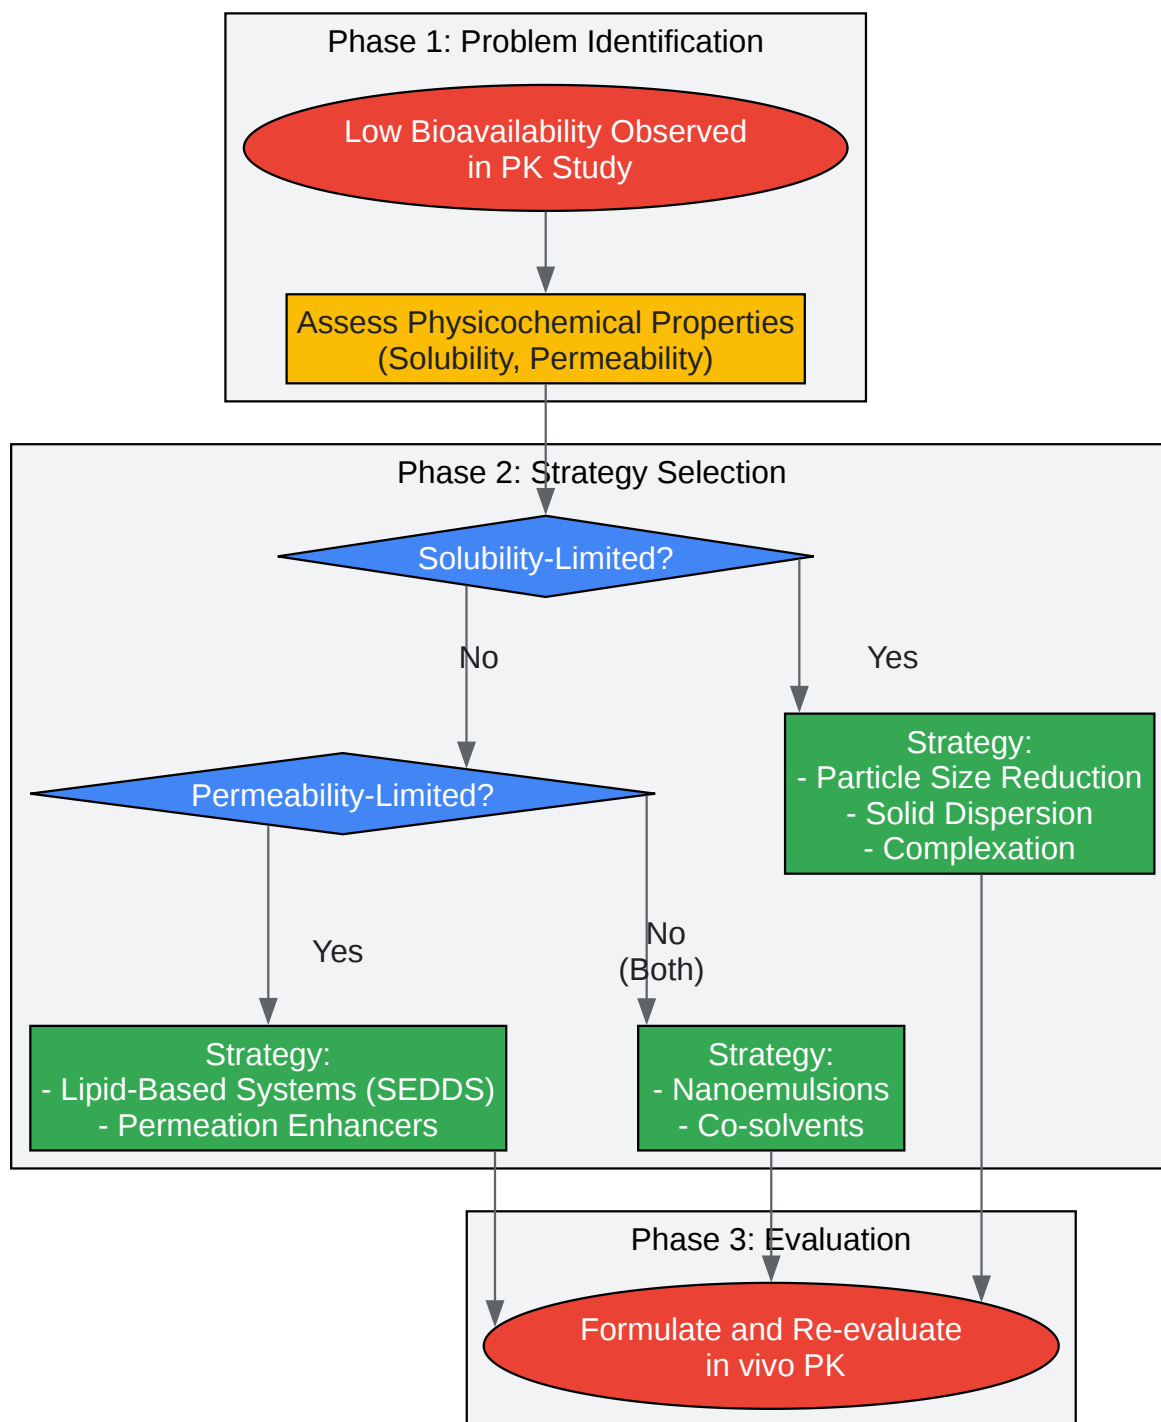 Phase 1: Problem Identification
Low Bioavailability Observed
in PK Study
Assess Physicochemical Properties
(Solubility, Permeability)
Phase 2: Strategy Selection
Solubility-Limited?
No
Yes
Strategy:
- Particle Size Reduction
- Solid Dispersion
- Complexation
Permeability-Limited?
Yes
No
(Both)
Strategy:
- Lipid-Based Systems (SEDDS)
- Permeation Enhancers
Strategy:
- Nanoemulsions
- Co-solvents
Phase 3: Evaluation
Formulate and Re-evaluate
in vivo PK